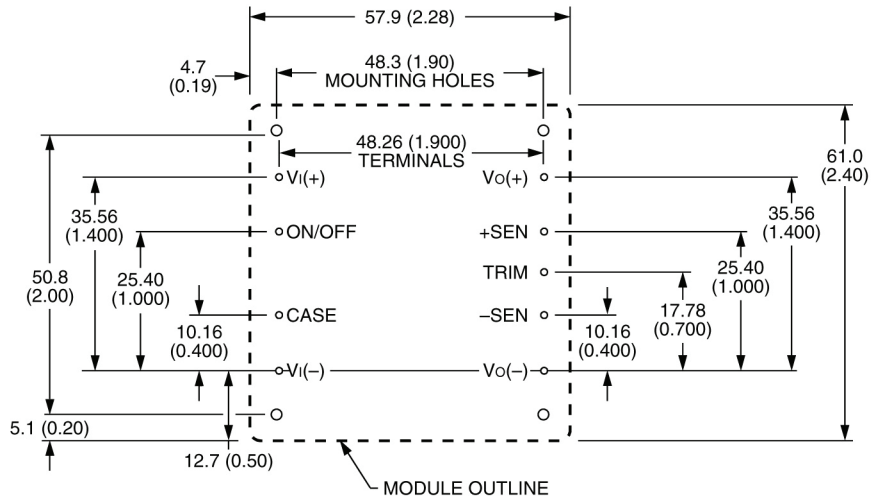 57.9 (2.28)
4.7
(0.19)
48.3 (1.90)
MOUNTING HOLES
48.26 (1.900)
TERMINALS
61.0
(2.40)
VI(+)
VO(+)
35.56
(1.400)
35.56
(1.400)
ON/OFF
+SEN
50.8
(2.00)
25.40
(1.000)
TRIM
25.40
(1.000)
17.78
(0.700)
CASE
–SEN
10.16
(0.400)
10.16
(0.400)
VI(–)
VO(–)
5.1 (0.20)
12.7 (0.50)
MODULE OUTLINE